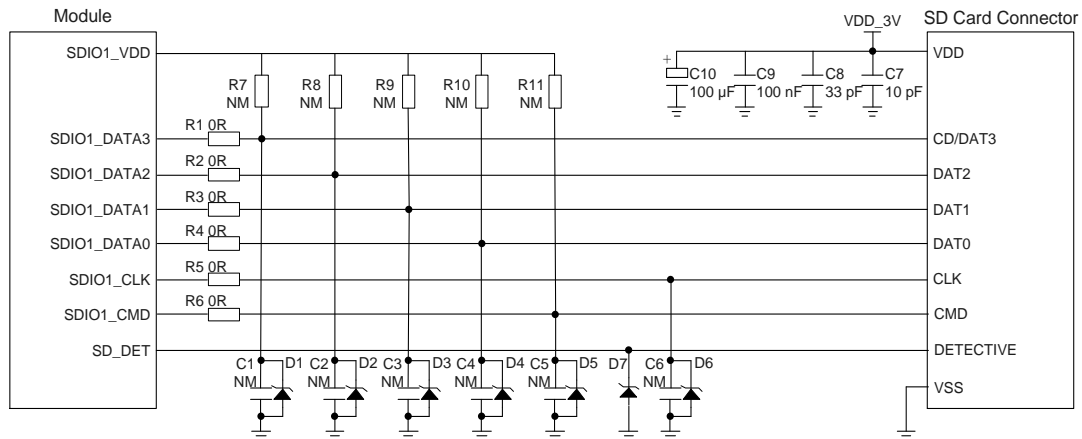 Module
VDD_3V
SD Card Connector
SDIO1_VDD
VDD
R7
NM
R8
NM
R9
NM
R10
NM
R11
NM
+
C10
100 µF
C9
100 nF
C8
33 pF
C7
10 pF
SDIO1_DATA3
R1 0R
CD/DAT3
SDIO1_DATA2
R2 0R
DAT2
SDIO1_DATA1
R3 0R
DAT1
SDIO1_DATA0
R4 0R
DAT0
SDIO1_CLK
R5 0R
CLK
SDIO1_CMD
R6 0R
CMD
SD_DET
DETECTIVE
C1
NM
D1
C2
NM
D2
C3
NM
D3
C4
NM
D4
C5
NM
D5
D7
C6
NM
D6
VSS